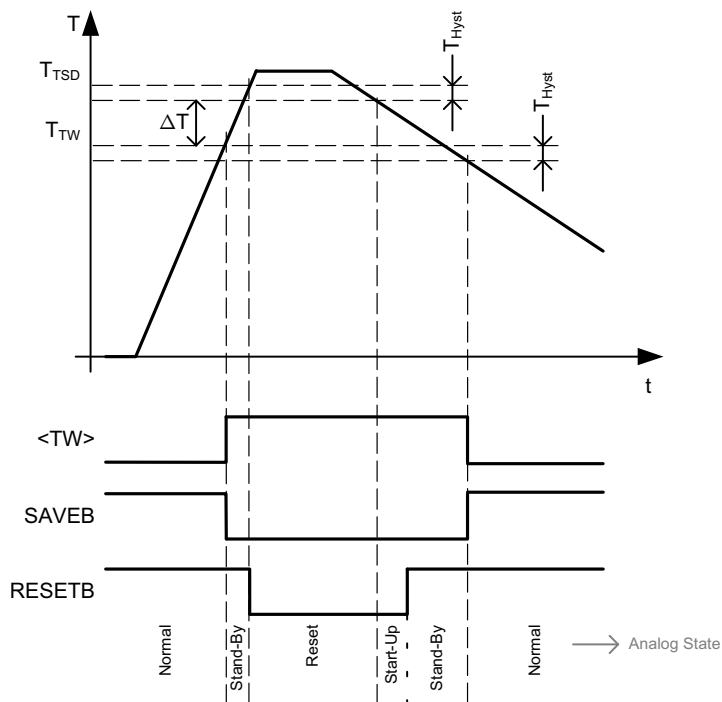 T
T_TSD
T_Hyst
ΔT
T_TW
T_Hyst
t
<TW>
SAVEB
RESETB
Normal
Stand-By
Reset
Start-Up
Stand-By
Normal
Analog State